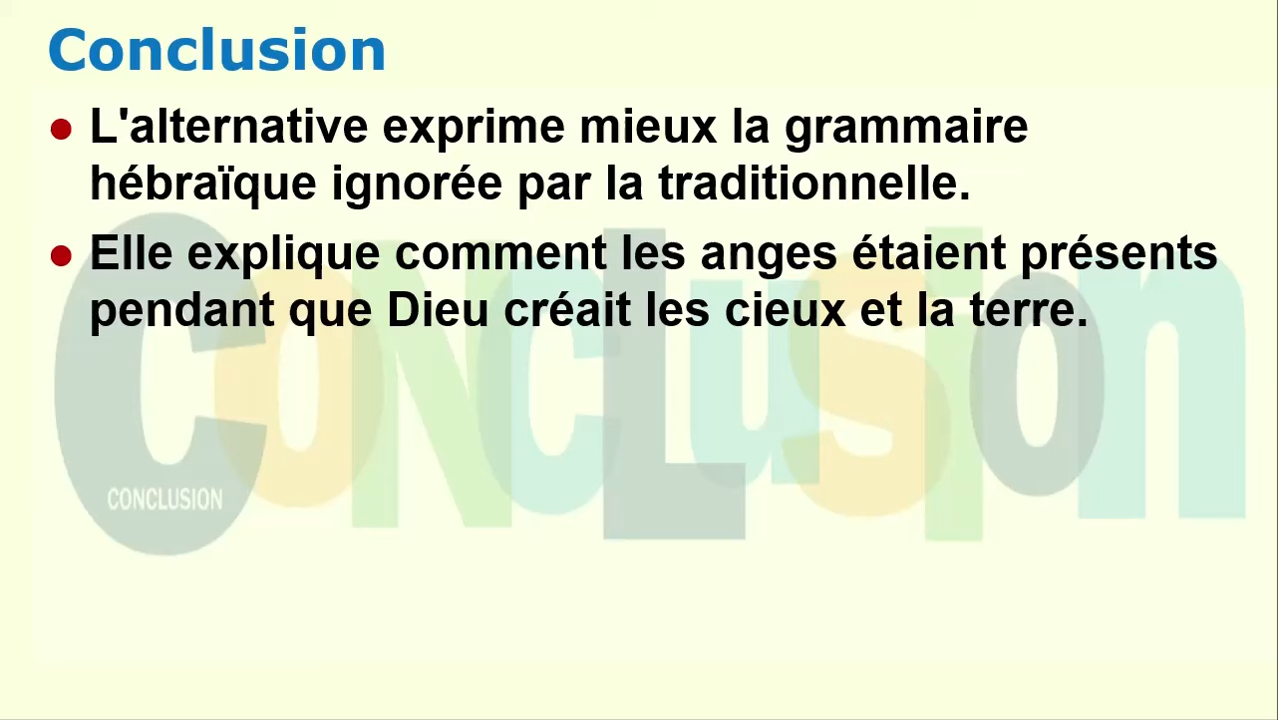 Conclusion
● L'alternative exprime mieux la grammaire
hébraïque ignorée par la traditionnelle.
● Elle explique comment les anges étaient présents
pendant que Dieu créait les cieux et la terre.
CONCLUSION
CONCLUSION